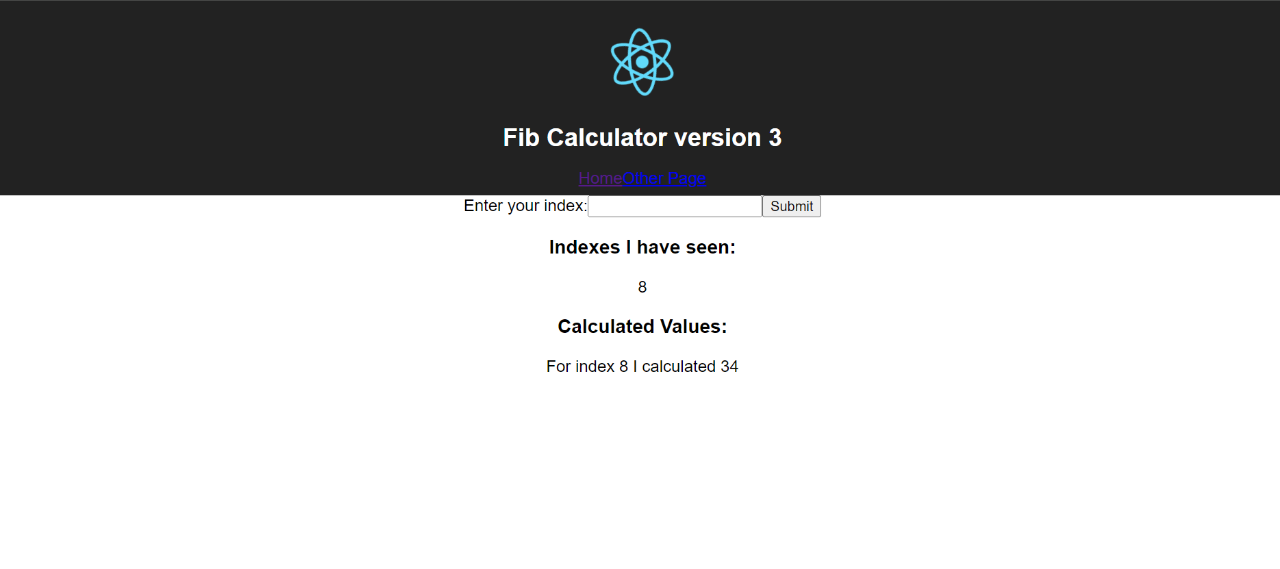 Fib Calculator version 3
HomeOther Page
Enter your index: Submit
Indexes I have seen:
8
Calculated Values:
For index 8 I calculated 34